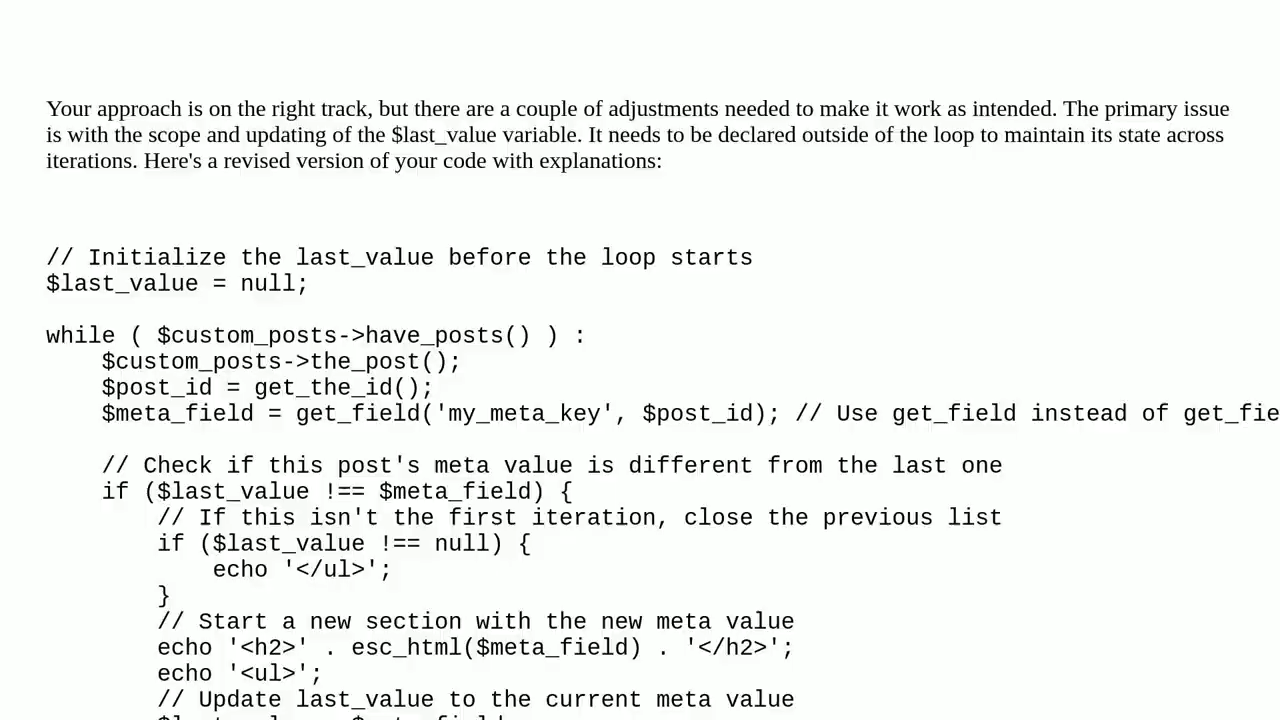 Your approach is on the right track, but there are a couple of adjustments needed to make it work as intended. The primary issue
is with the scope and updating of the $last_value variable. It needs to be declared outside of the loop to maintain its state across
iterations. Here's a revised version of your code with explanations:
// Initialize the last_value before the loop starts
$last_value = null;
while ( $custom_posts->have_posts() ) :
    $custom_posts->the_post();
    $post_id = get_the_id();
    $meta_field = get_field('my_meta_key', $post_id); // Use get_field instead of get_fie
    // Check if this post's meta value is different from the last one
    if ($last_value !== $meta_field) {
        // If this isn't the first iteration, close the previous list
        if ($last_value !== null) {
            echo '</ul>';
        }
        // Start a new section with the new meta value
        echo '<h2>' . esc_html($meta_field) . '</h2>';
        echo '<ul>';
        // Update last_value to the current meta value